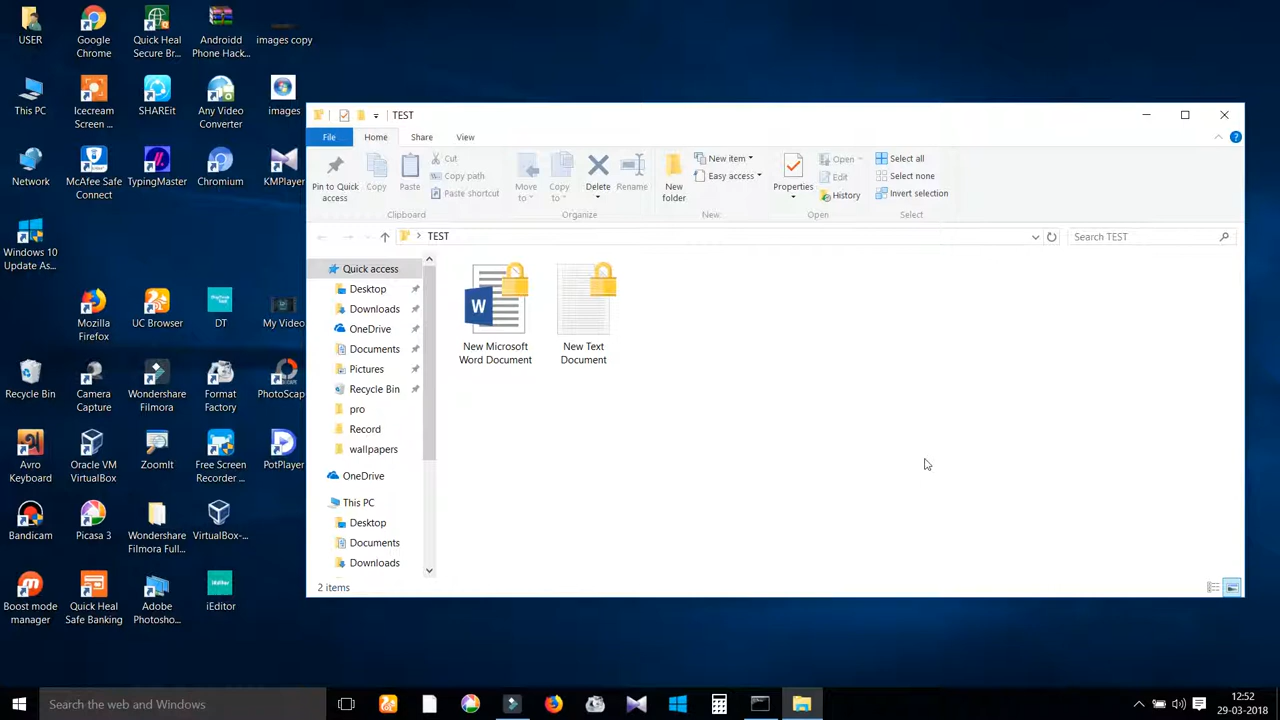 USER
Google
Chrome
Quick Heal
Secure Br...
Androidd
Phone Hack...
images copy
This PC
Icecream
Screen ...
SHAREit
Any Video
Converter
images
Network
McAfee Safe
Connect
TypingMaster
Chromium
KMPlayer
Windows 10
Update As...
Mozilla
Firefox
UC Browser
DT
My Video
Recycle Bin
Camera
Capture
Wondershare
Filmora
Format
Factory
PhotoScap
Avro
Keyboard
Oracle VM
VirtualBox
ZoomIt
Free Screen
Recorder ...
PotPlayer
Bandicam
Picasa 3
Wondershare
Filmora Full...
VirtualBox-...
Boost mode
manager
Quick Heal
Safe Banking
Adobe
Photosho...
iEditor
TEST
File
Home
Share
View
Pin to Quick
access
Copy
Paste
Cut
Copy path
Paste shortcut
Clipboard
Move
to
Copy
to
Delete
Rename
Organize
New
folder
New item
Easy access
New
Properties
Open
Edit
History
Open
Select all
Select none
Invert selection
Select
TEST
Search TEST
Quick access
Desktop
Downloads
OneDrive
Documents
Pictures
Recycle Bin
pro
Record
wallpapers
OneDrive
This PC
Desktop
Documents
Downloads
W
New Microsoft
Word Document
New Text
Document
2 items
Search the web and Windows
12:52
29-03-2018